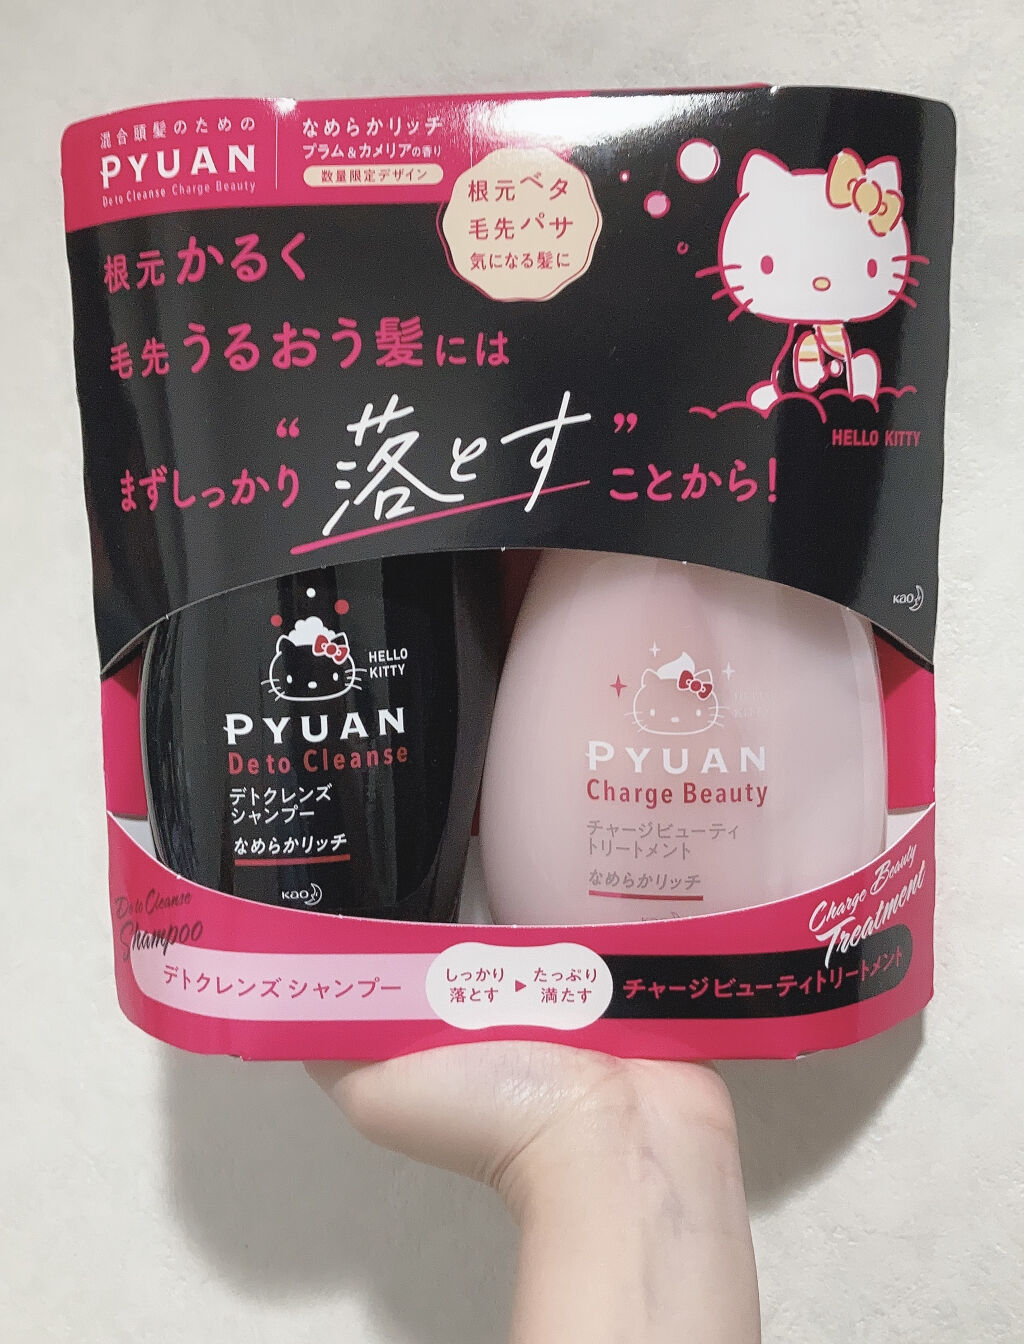 混合頭髪のための
PYUAN
Deto Cleanse Charge Beauty
なめらかリッチ
プラム&カメリアの香り
数量限定デザイン
根元ベタ
毛先パサ
気になる髪に
根元かるく
毛先うるおう髪には
まずしっかり“落とす”ことから!
HELLO KITTY
Kao
HELLO
KITTY
PYUAN
Deto Cleanse
デトクレンズ
シャンプー
なめらかリッチ
Kao
HELLO
KITTY
PYUAN
Charge Beauty
チャージビューティ
トリートメント
なめらかリッチ
Kao
Deto Cleanse
Shampoo
デトクレンズシャンプー
しっかり
落とす
▶
たっぷり
満たす
Charge Beauty
Treatment
チャージビューティトリートメント